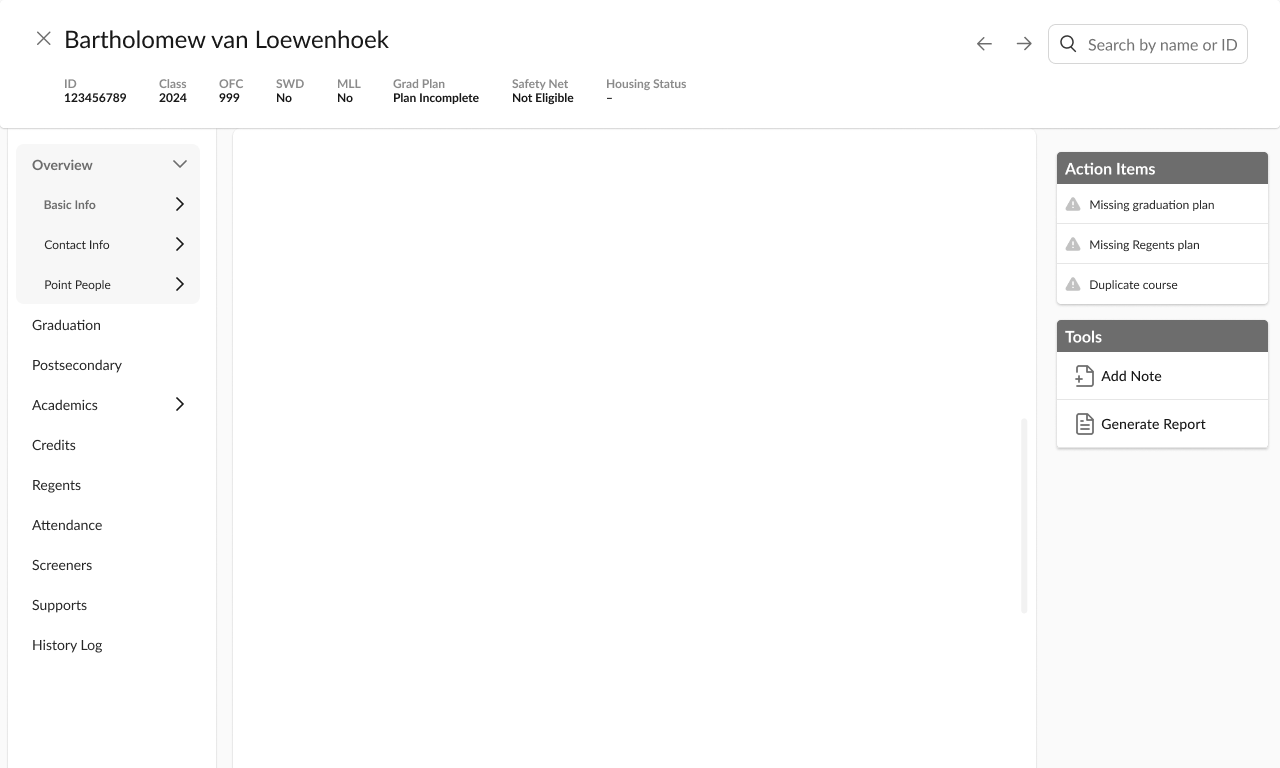 Bartholomew van Loewenhoek
Search by name or ID
ID Class OFC SWD MLL Grad Plan Safety Net Housing Status
123456789 2024 999 No No Plan Incomplete Not Eligible –
Overview
Basic Info
Contact Info
Point People
Graduation
Postsecondary
Academics
Credits
Regents
Attendance
Screeners
Supports
History Log
Action Items
Missing graduation plan
Missing Regents plan
Duplicate course
Tools
Add Note
Generate Report